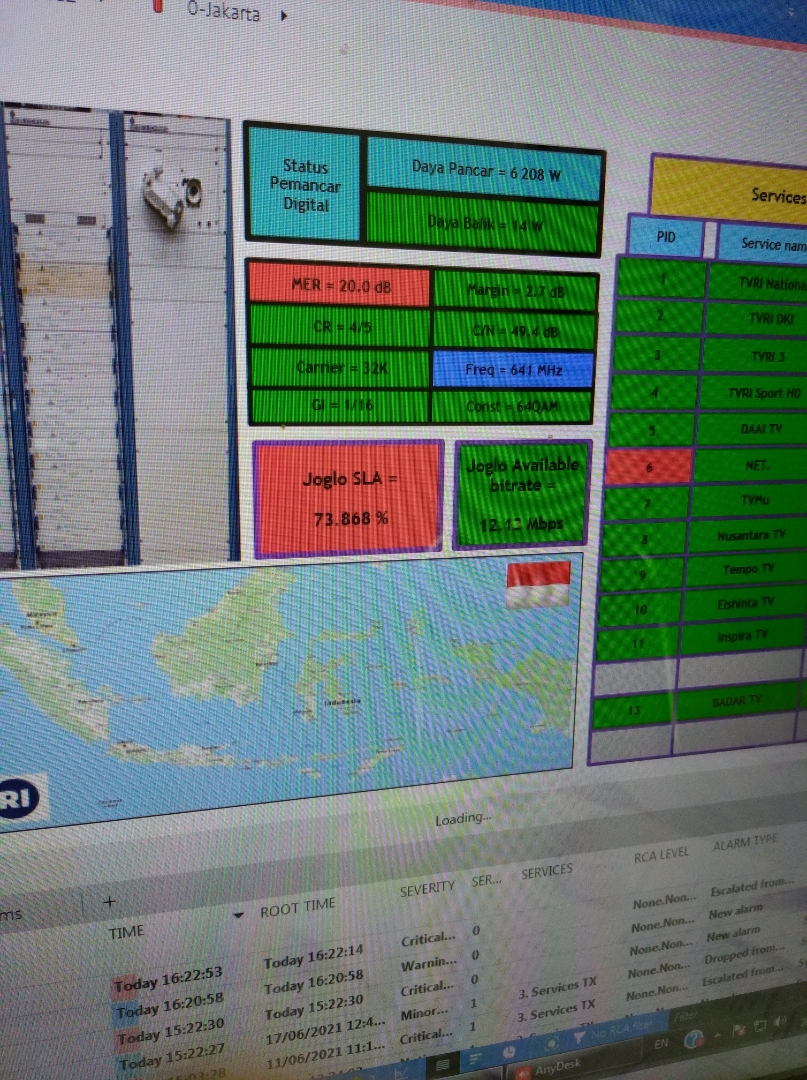 0-Jakarta
Status
Pemancar
Digital
Daya Pancar = 6 208 W
Daya Balik = 14 W
MER = 20.0 dB
Margin = 2.7 dB
CR = 4/5
C/N = 49.4 dB
Carrier = 32K
Freq = 641 MHz
GI = 1/16
Const = 64QAM
Joglo SLA =
73.868 %
Joglo Available
bitrate =
Mbps
Services
PID Service nam
1 TVRI Nationa
2 TVRI DKI
3 TVRI 3
4 TVRI Sport HD
5 DAAI TV
6 NET.
7 TVMu
8 Nusantara TV
9 Tempo TV
10 Elshinta TV
11 Inspira TV
13 BADAR TV
Indonesia
RI
Loading...
ms +
TIME ROOT TIME SEVERITY SER... SERVICES RCA LEVEL ALARM TYPE
Today 16:22:53 Today 16:22:14 Critical... 0 None.Non... Escalated from...
Today 16:20:58 Today 16:20:58 Warnin... 0 None.Non... New alarm
Today 15:22:30 Today 15:22:30 Critical... 0 None.Non... New alarm
Today 15:22:27 17/06/2021 12:4... Minor... 1 3. Services TX None.Non... Dropped from...
11/06/2021 11:1... Critical... 1 3. Services TX None.Non... Escalated from...
No RCA filter Filter
AnyDesk EN